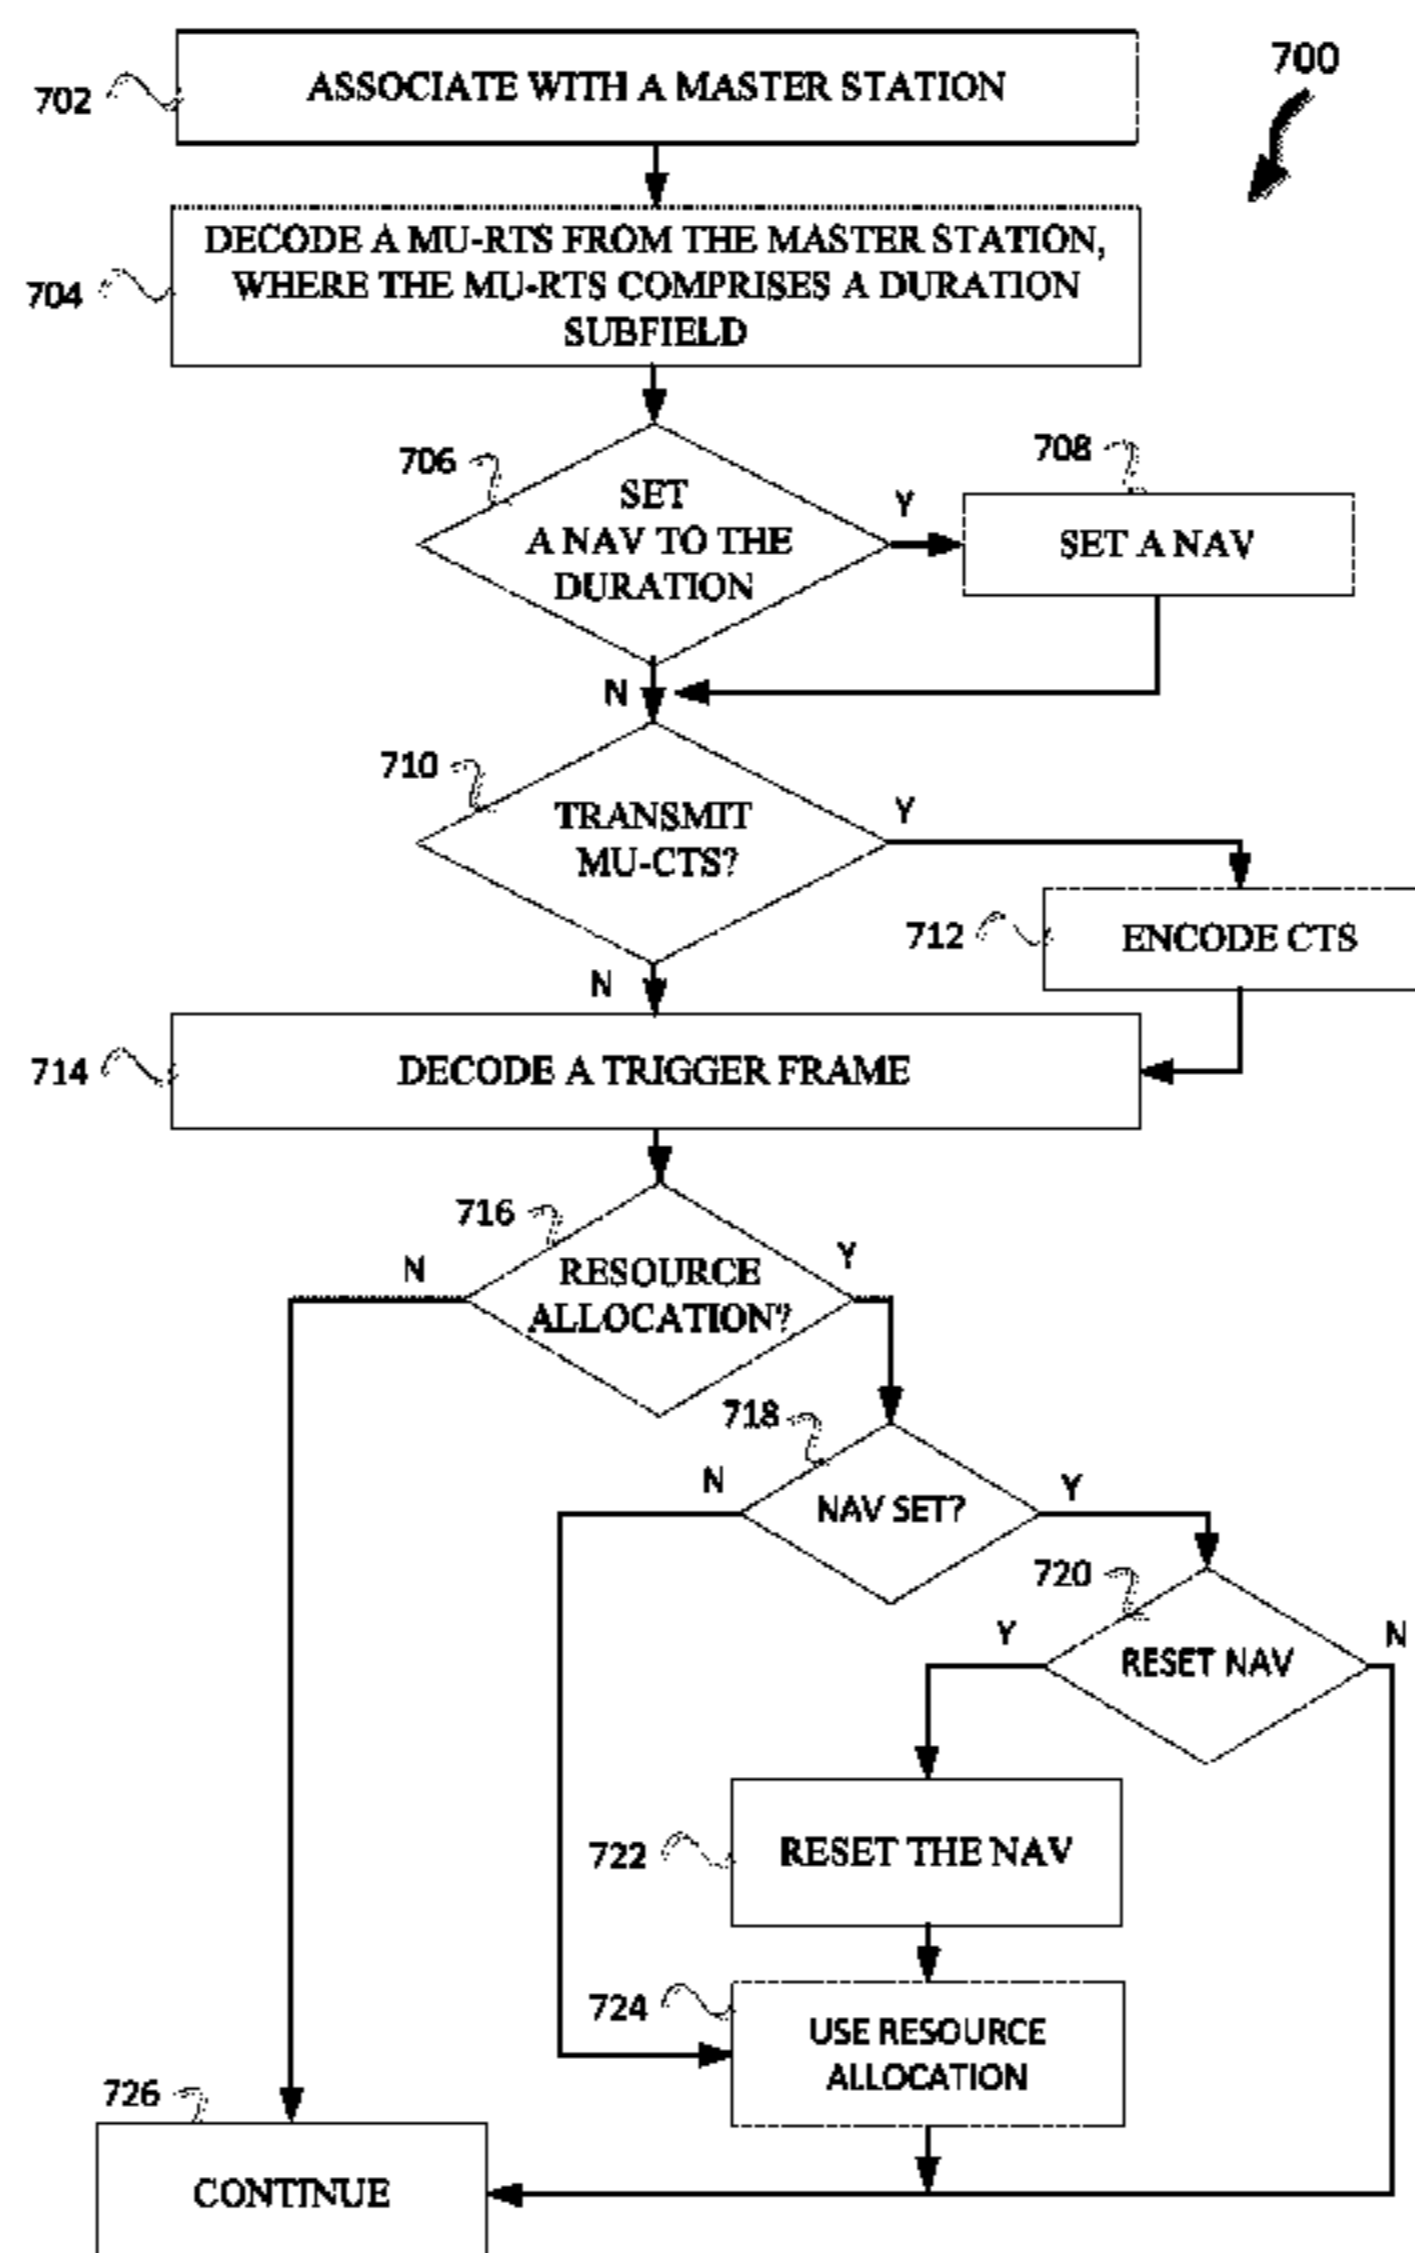 700
702
ASSOCIATE WITH A MASTER STATION
704
DECODE A MU-RTS FROM THE MASTER STATION,
WHERE THE MU-RTS COMPRISES A DURATION
SUBFIELD
706
SET
A NAV TO THE
DURATION
Y
708
SET A NAV
N
710
TRANSMIT
MU-CTS?
Y
712
ENCODE CTS
N
714
DECODE A TRIGGER FRAME
716
RESOURCE
ALLOCATION?
N
Y
718
NAV SET?
N
Y
720
RESET NAV
Y
N
722
RESET THE NAV
724
USE RESOURCE
ALLOCATION
726
CONTINUE